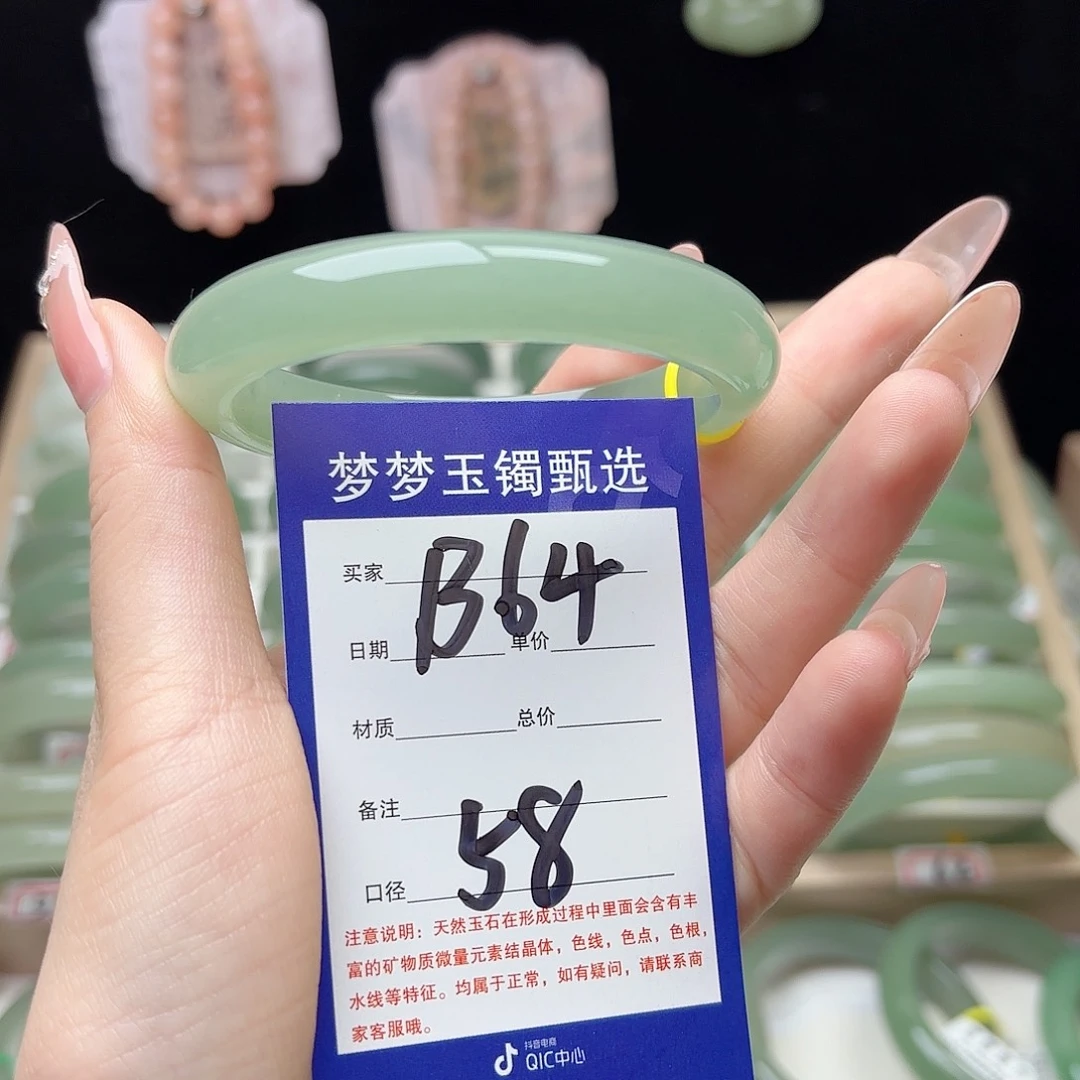 梦梦玉镯甄选
买家
B64
日期 单价
材质 总价
备注
58
口径
注意说明：天然玉石在形成过程中里面会含有丰
富的矿物质微量元素结晶体，色线，色点，色根，
水线等特征。均属于正常，如有疑问，请联系商
家客服哦。
抖音电商
QIC中心